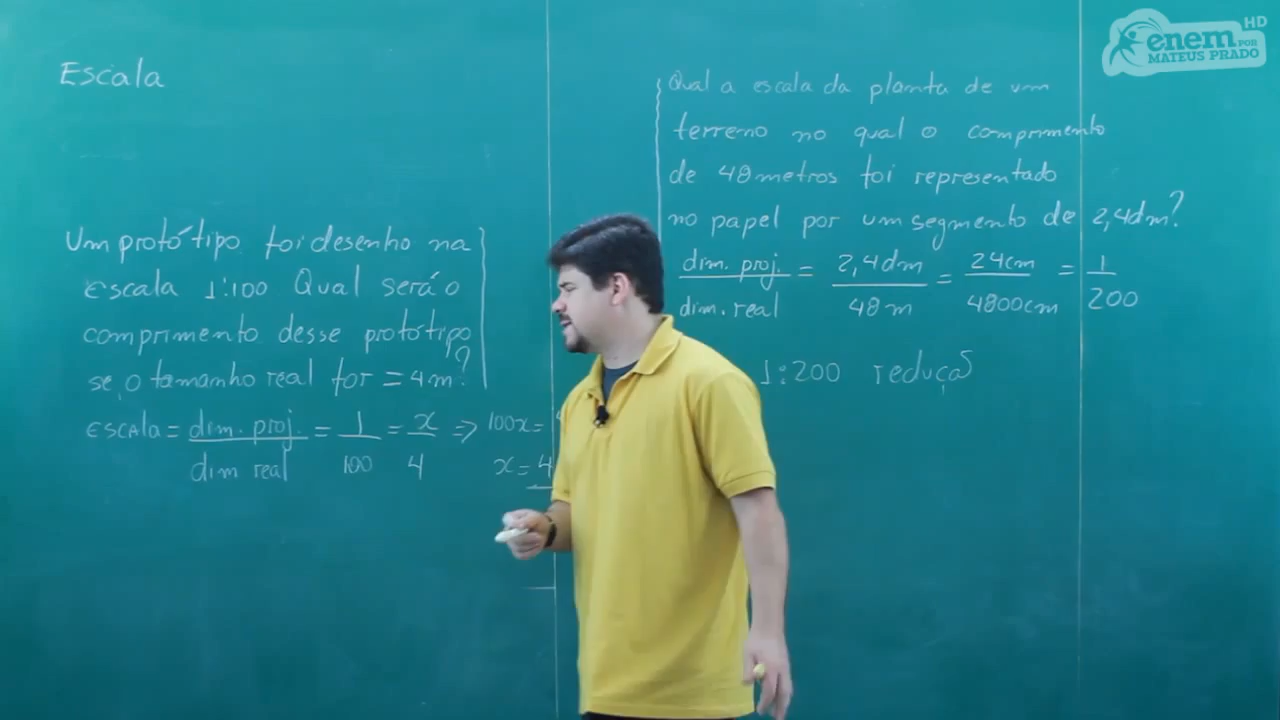 Escala
Um protótipo foi desenho na
escala 1:100 Qual será o
comprimento desse protótipo
se o tamanho real for = 4m?
ESCALA = dim. proj. / dim real = 1/100 = x/4 => 100x =
x = 4
Qual a escala da planta de um
terreno no qual o comprimento
de 48 metros foi representado
no papel por um segmento de 2,4dm?
dim. proj. / dim. real = 2,4dm / 48m = 24cm / 4800cm = 1/200
1:200 redução
enem HD
POR
MATEUS PRADO